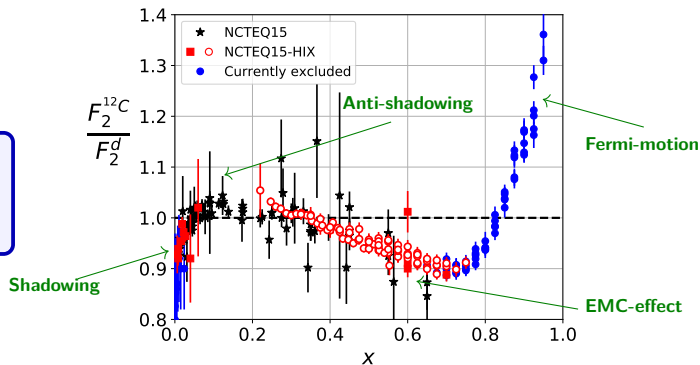 1.4
1.3
1.2
1.1
1.0
0.9
0.8
NCTEQ15
NCTEQ15-HIX
Currently excluded
F_2^{12C}
F_2^d
Anti-shadowing
Fermi-motion
Shadowing
EMC-effect
0.0 0.2 0.4 0.6 0.8 1.0
x